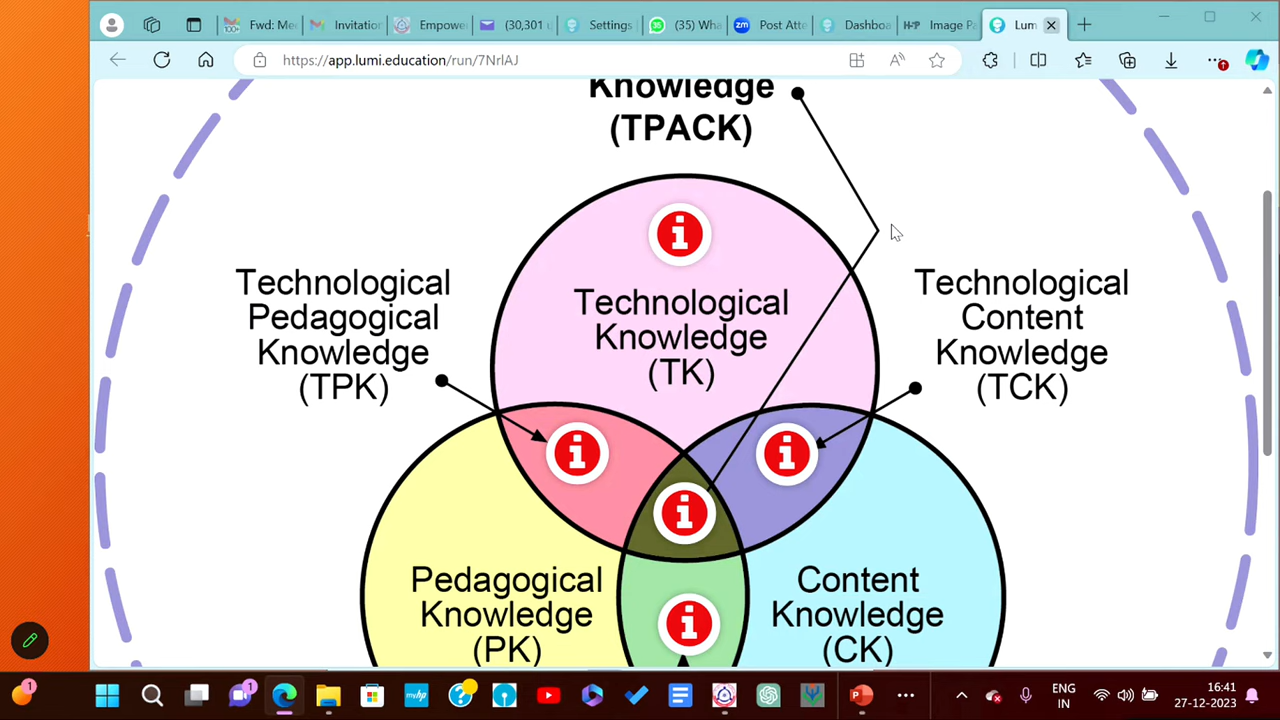 Fwd: Me
Invitation
Empowe
(30,301 u
Settings
(35) Wha
Post Atte
Dashboa
Image Pa
Lum
https://app.lumi.education/run/7NrlAJ
Knowledge
(TPACK)
Technological
Pedagogical
Knowledge
(TPK)
Technological
Knowledge
(TK)
Technological
Content
Knowledge
(TCK)
Pedagogical
Knowledge
(PK)
Content
Knowledge
(CK)
ENG
IN
16:41
27-12-2023